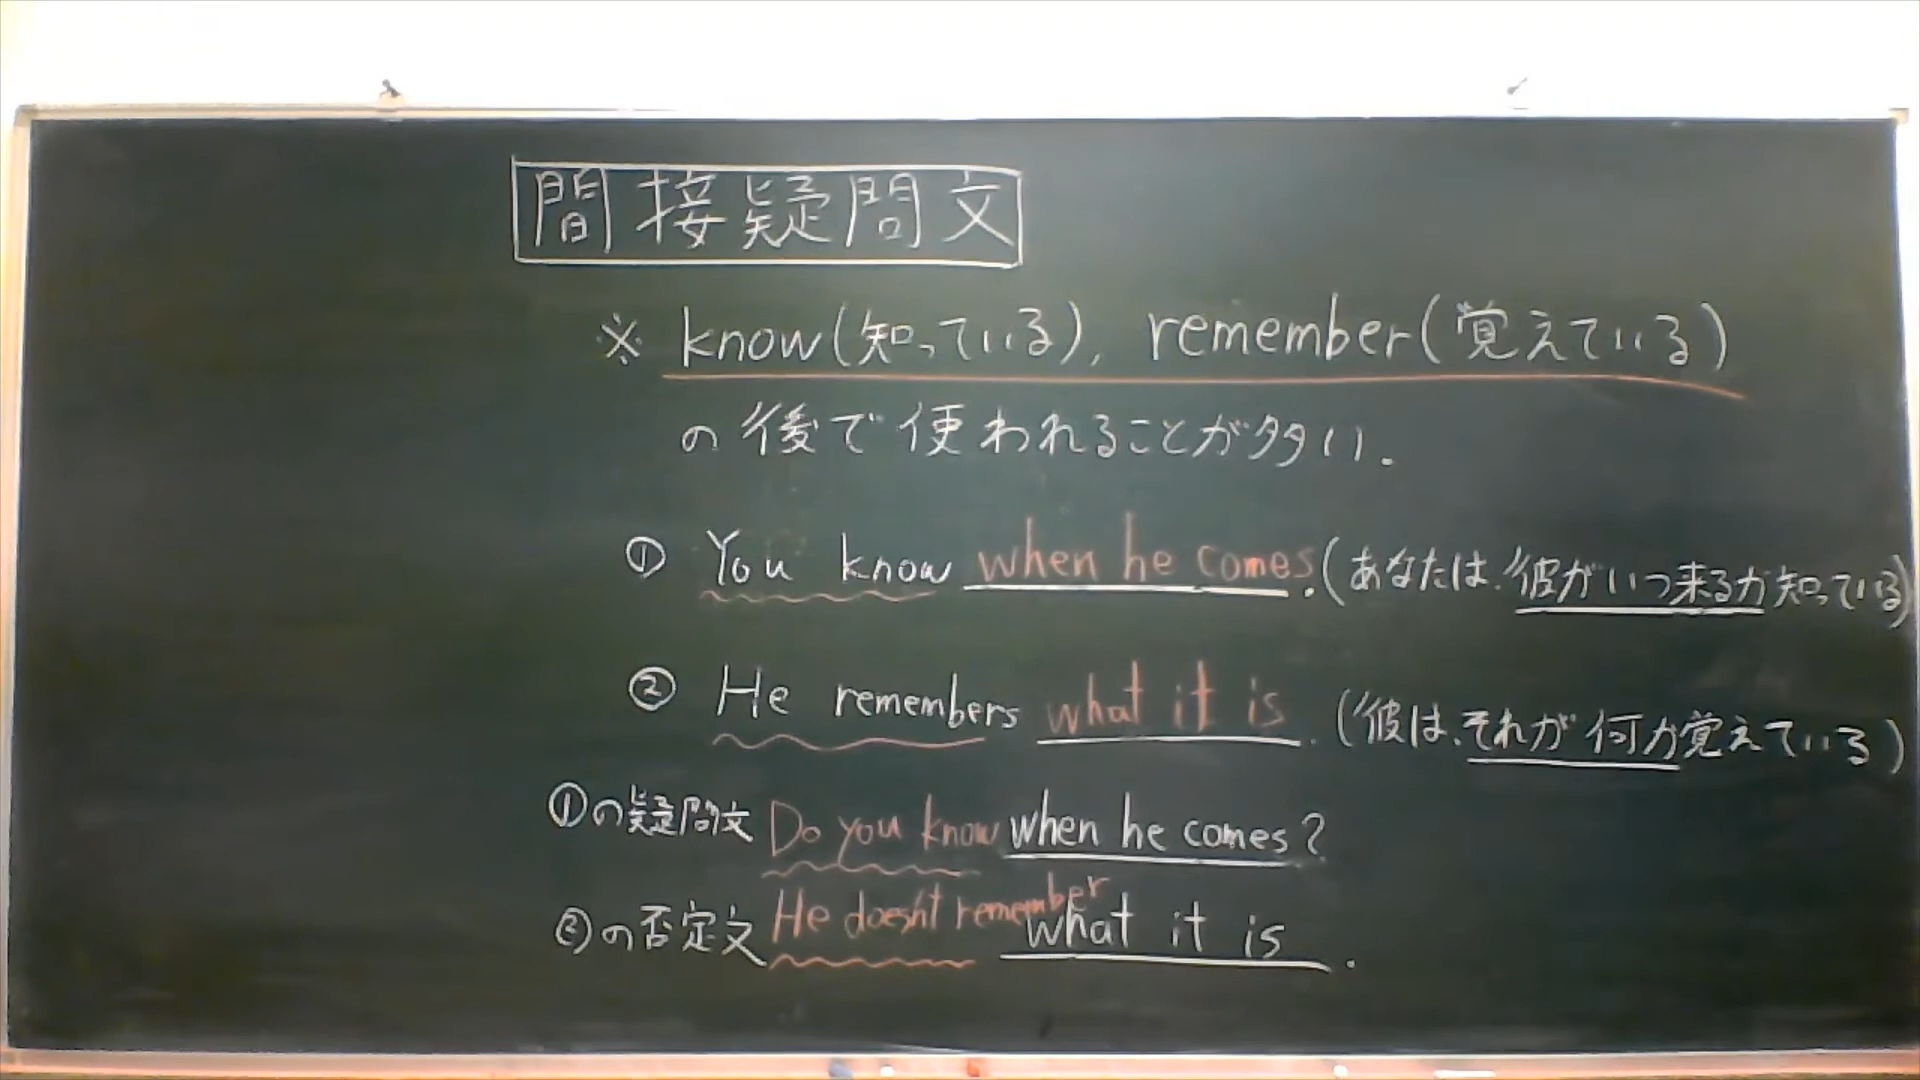 間接疑問文
※ know(知っている), remember(覚えている)
の後で使われることが多い.
① You know when he comes.(あなたは、彼がいつ来るか知っている)
② He remembers what it is. (彼は、それが何か覚えている)
①の疑問文 Do you know when he comes?
②の否定文 He doesn't remember what it is.